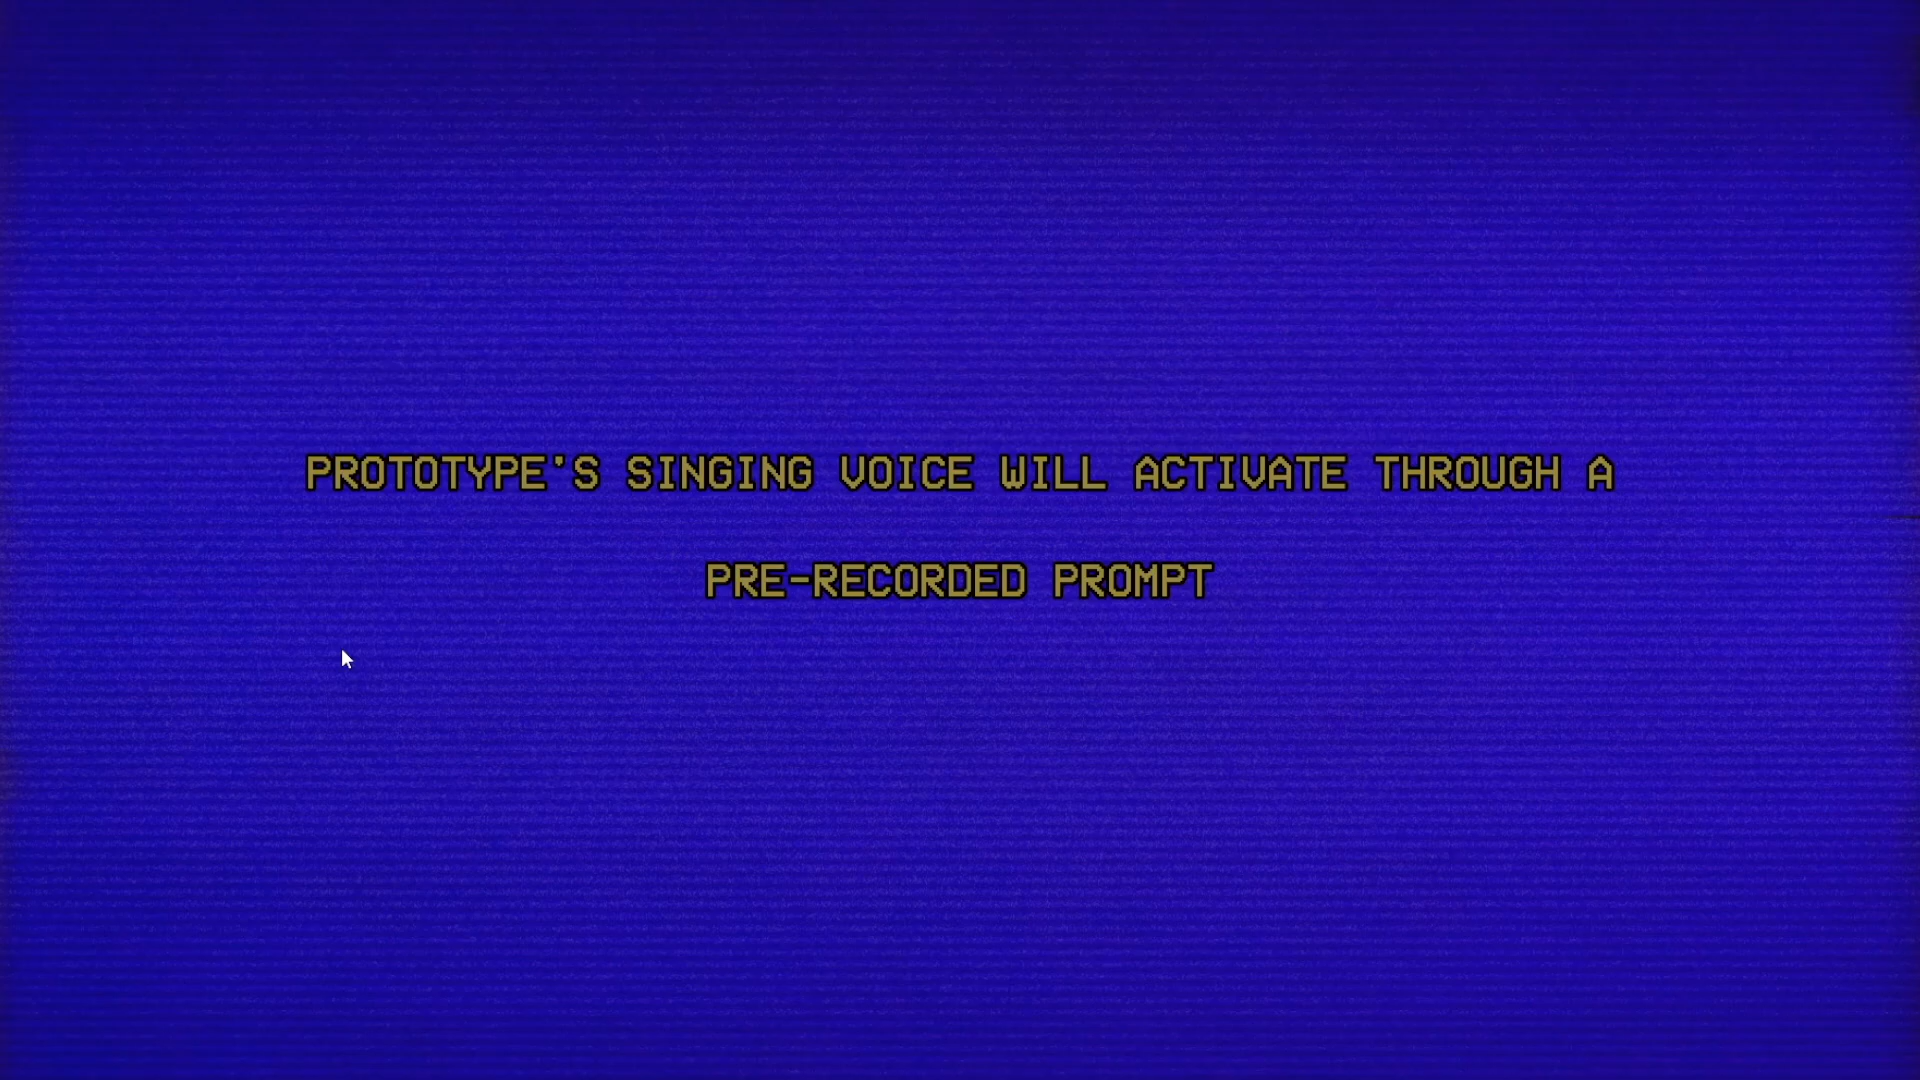 PROTOTYPE'S SINGING VOICE WILL ACTIVATE THROUGH A
PRE-RECORDED PROMPT